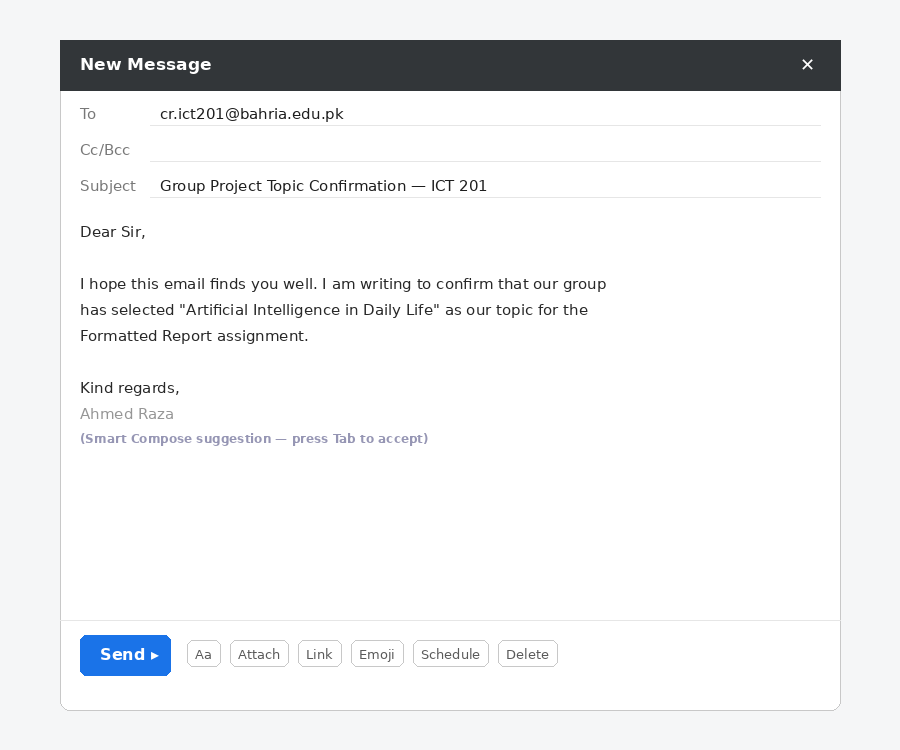 New Message ✕
To cr.ict201@bahria.edu.pk
Cc/Bcc
Subject Group Project Topic Confirmation — ICT 201
Dear Sir,
I hope this email finds you well. I am writing to confirm that our group
has selected "Artificial Intelligence in Daily Life" as our topic for the
Formatted Report assignment.
Kind regards,
Ahmed Raza
(Smart Compose suggestion — press Tab to accept)
Send ▸ Aa Attach Link Emoji Schedule Delete